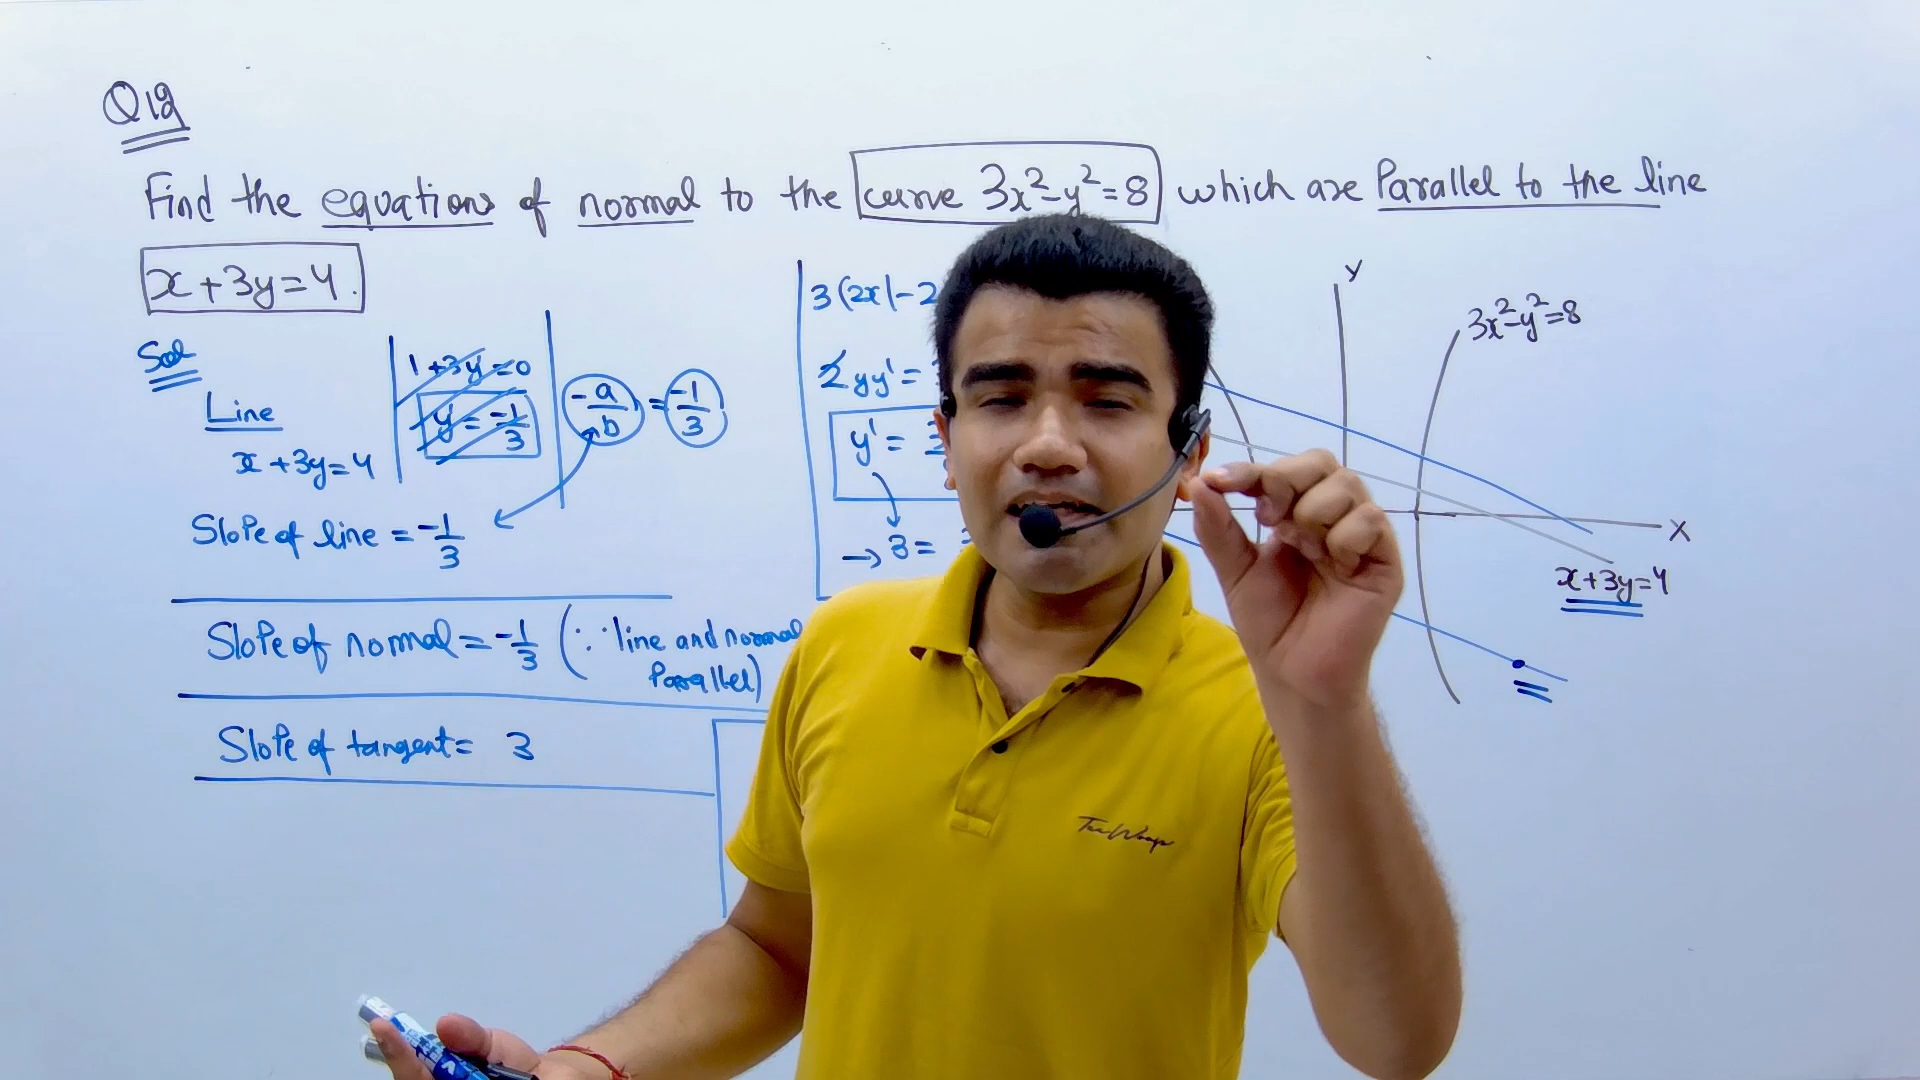 Q12
Find the equations of normal to the curve 3x²-y²=8 which are Parallel to the line
x+3y=4.
Sol
Line
x+3y=4
Slope of line = -1/3
1+3y'=0
y'=-1/3
-a/b = -1/3
Slope of normal = -1/3 (∵ line and normal
Parallel)
Slope of tangent = 3
3(2x)-2
2yy'=
y'= 3
→ 3 =
Y
3x²-y²=8
X
x+3y=4